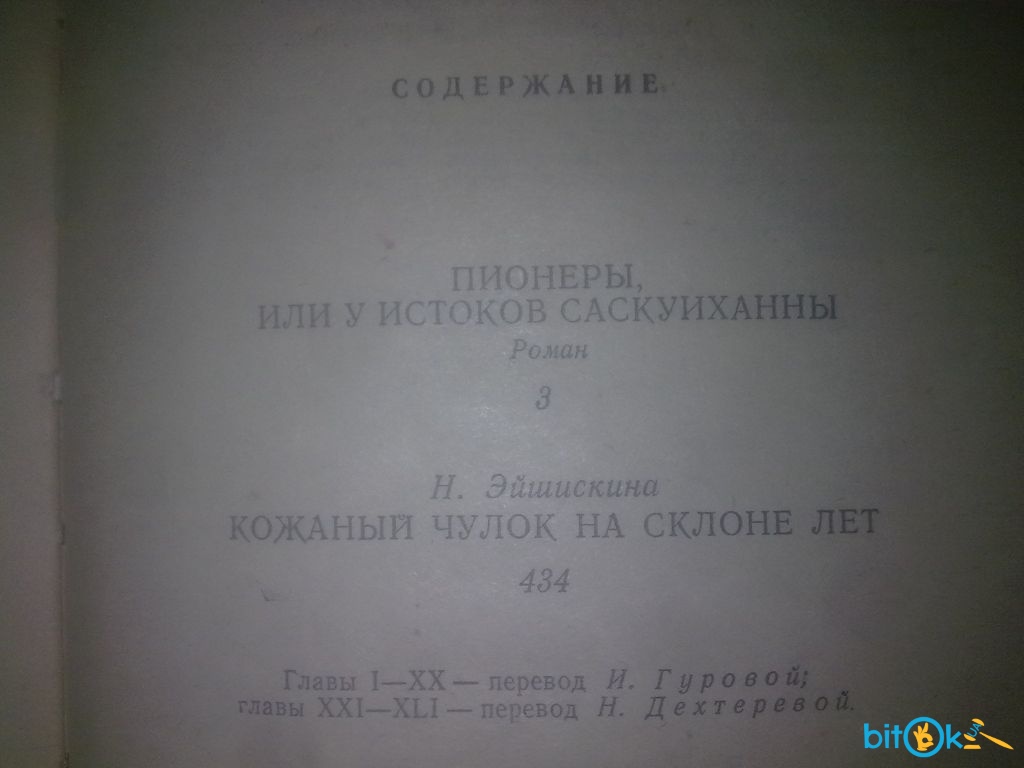 СОДЕРЖАНИЕ
ПИОНЕРЫ,
ИЛИ У ИСТОКОВ САСКУИХАННЫ
Роман
3
Н. Эйшискина
КОЖАНЫЙ ЧУЛОК НА СКЛОНЕ ЛЕТ
434
Главы I—XX — перевод И. Гуровой;
главы XXI—XLI — перевод Н. Дехтеревой.
bitOk UA